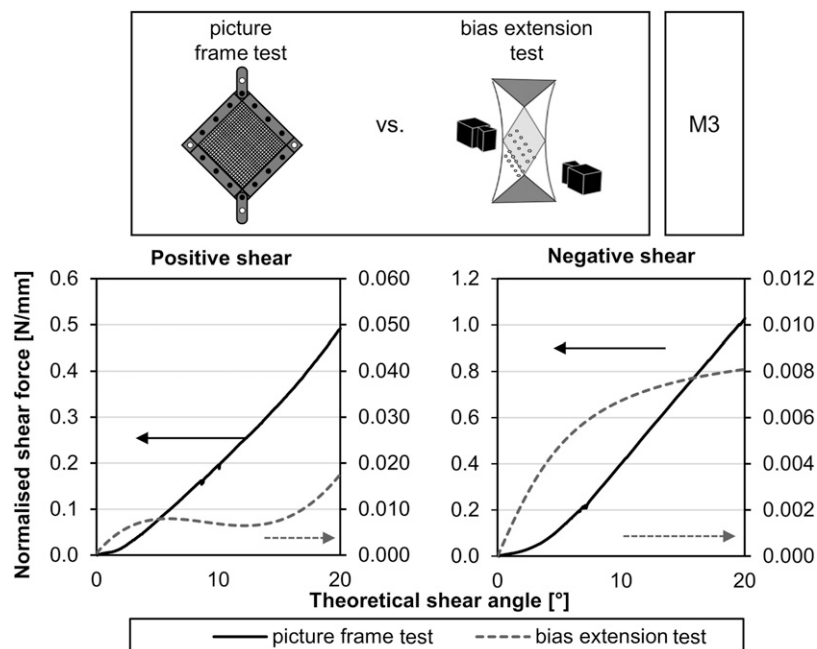 picture
frame test
vs.
bias extension
test
M3
Positive shear
Negative shear
Normalised shear force [N/mm]
0.6
0.5
0.4
0.3
0.2
0.1
0.0
0.060
0.050
0.040
0.030
0.020
0.010
0.000
0
10
20
1.2
1.0
0.8
0.6
0.4
0.2
0.0
0.012
0.010
0.008
0.006
0.004
0.002
0.000
0
10
20
Theoretical shear angle [°]
picture frame test
bias extension test